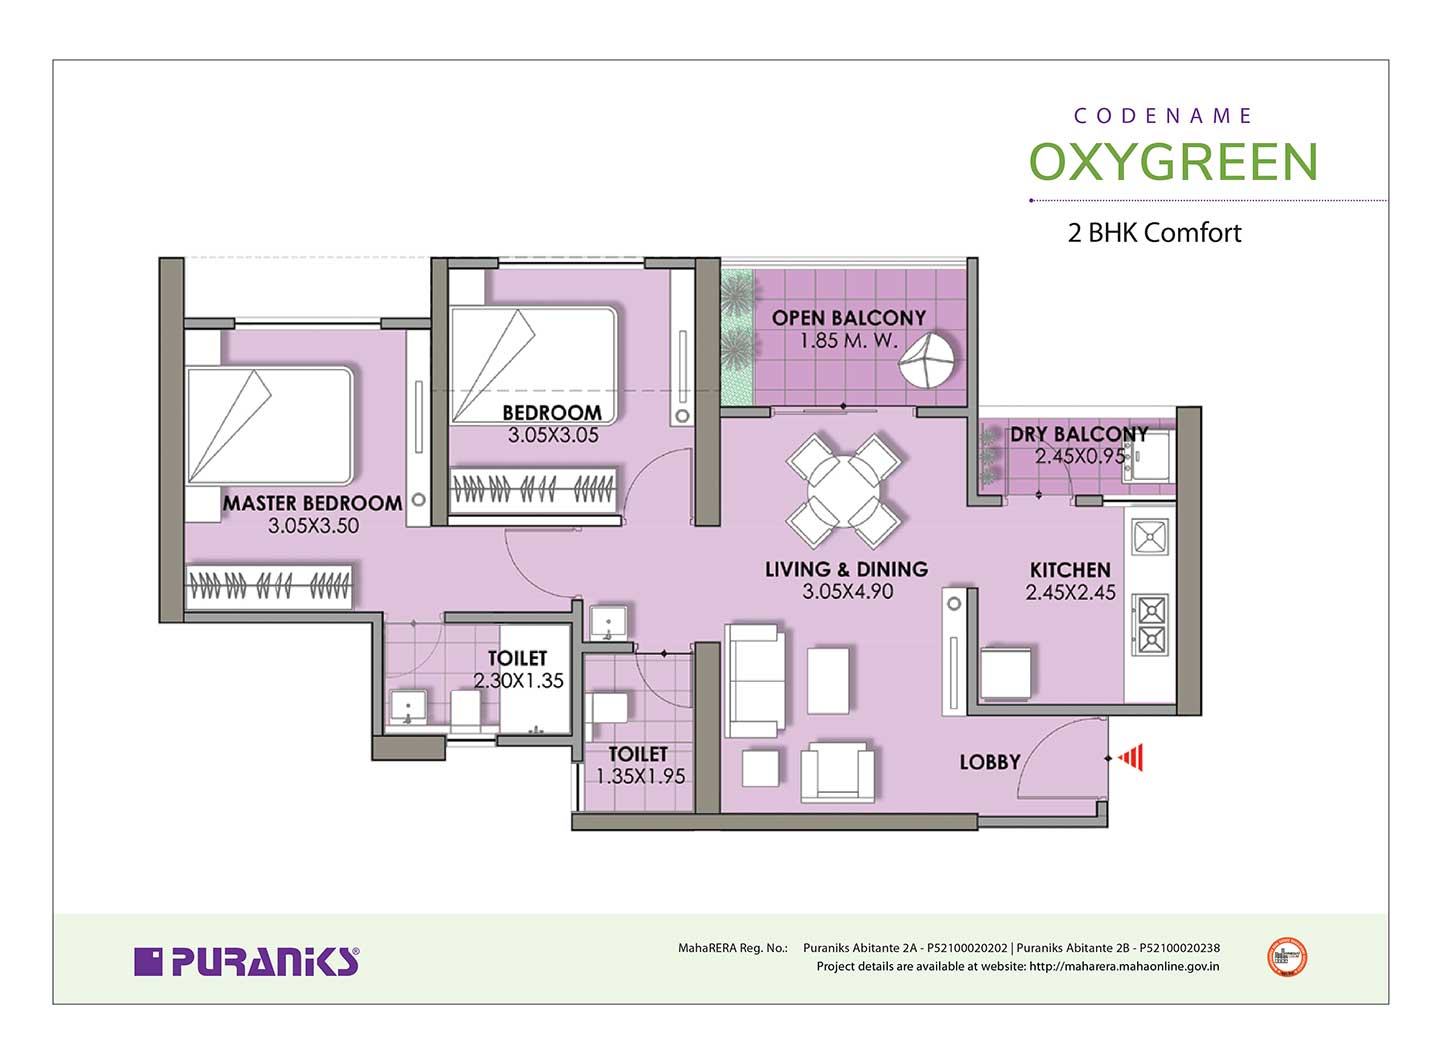 CODENAME
OXYGREEN
2 BHK Comfort
OPEN BALCONY
1.85 M. W.
BEDROOM
3.05X3.05
DRY BALCONY
2.45X0.95
MASTER BEDROOM
3.05X3.50
LIVING & DINING
3.05X4.90
KITCHEN
2.45X2.45
TOILET
2.30X1.35
TOILET
1.35X1.95
LOBBY
PURANIKS®
MahaRERA Reg. No.: Puraniks Abitante 2A - P52100020202 | Puraniks Abitante 2B - P52100020238
Project details are available at website: http://maharera.mahaonline.gov.in